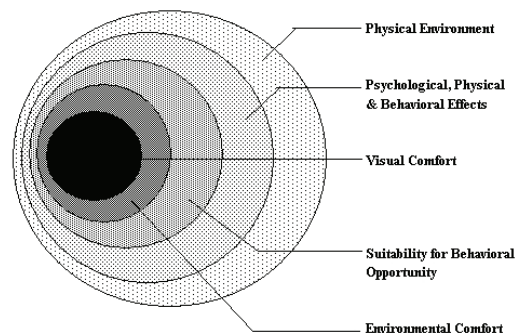 Physical Environment
Psychological, Physical
& Behavioral Effects
Visual Comfort
Suitability for Behavioral
Opportunity
Environmental Comfort